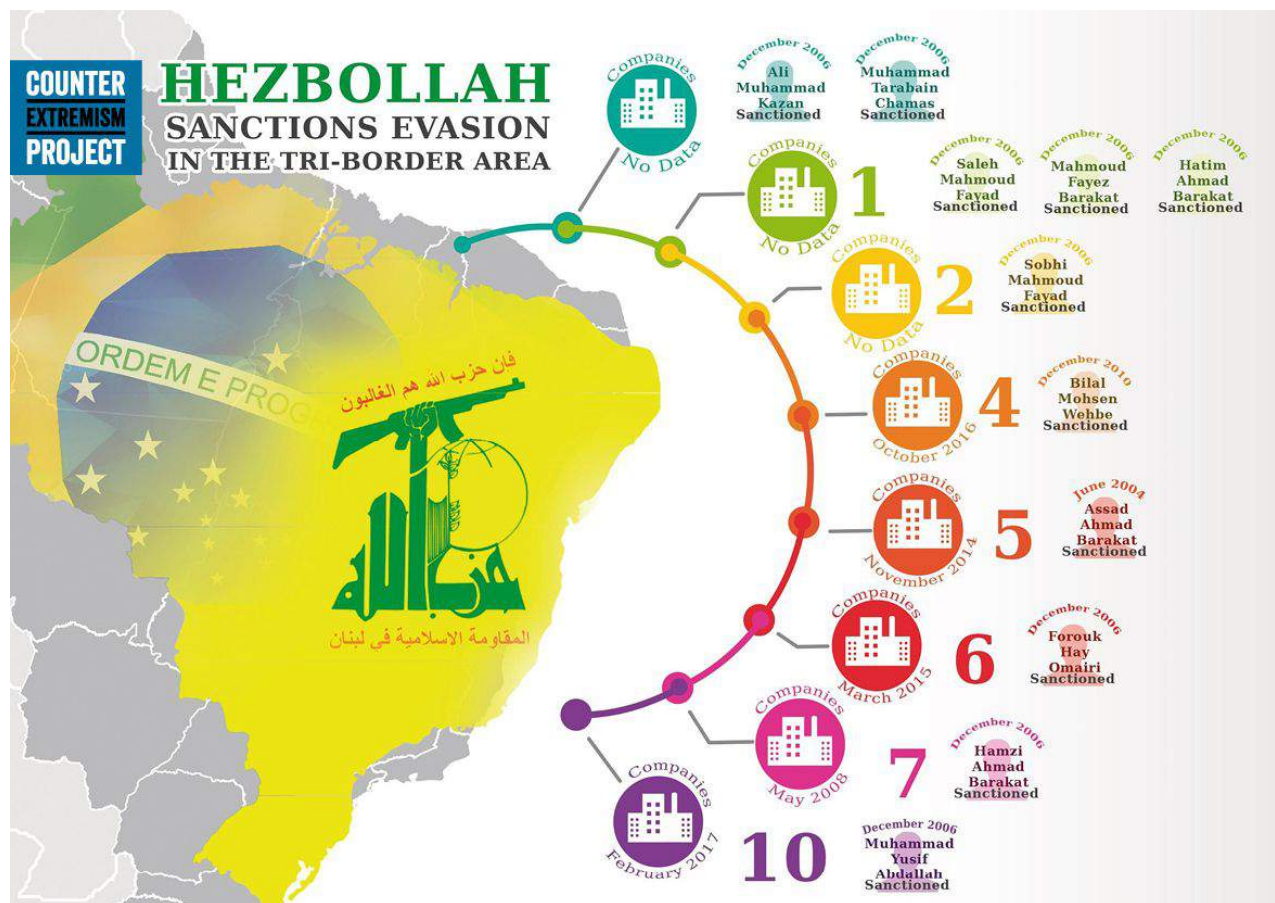 COUNTER
EXTREMISM
PROJECT
HEZBOLLAH
SANCTIONS EVASION
IN THE TRI-BORDER AREA
Companies
No Data
December 2006
Ali
Muhammad
Kazan
Sanctioned
December 2006
Muhammad
Tarabain
Chamas
Sanctioned
Companies
No Data
1
December 2006
Saleh
Mahmoud
Fayad
Sanctioned
December 2006
Mahmoud
Fayez
Barakat
Sanctioned
December 2006
Hatim
Ahmad
Barakat
Sanctioned
Companies
No Data
2
December 2006
Sobhi
Mahmoud
Fayad
Sanctioned
Companies
October 2016
4
December 2010
Bilal
Mohsen
Wehbe
Sanctioned
Companies
November 2014
5
June 2004
Assad
Ahmad
Barakat
Sanctioned
Companies
March 2015
6
December 2006
Forouk
Hay
Omairi
Sanctioned
Companies
May 2008
7
December 2006
Hamzi
Ahmad
Barakat
Sanctioned
Companies
February 2017
10
December 2006
Muhammad
Yusif
Abdallah
Sanctioned
ORDEM E PROG
فان حزب الله هم الغالبون
حزب الله
المقاومة الاسلامية في لبنان